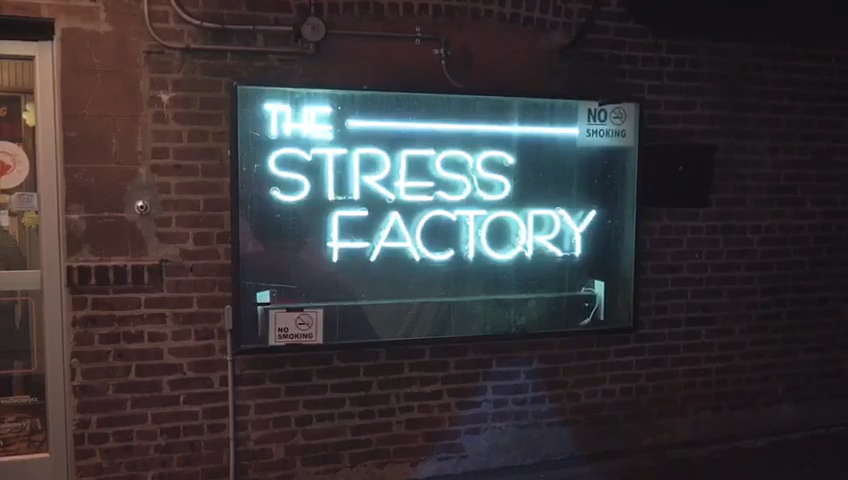 THE
STRESS
FACTORY
NO
SMOKING
NO
SMOKING